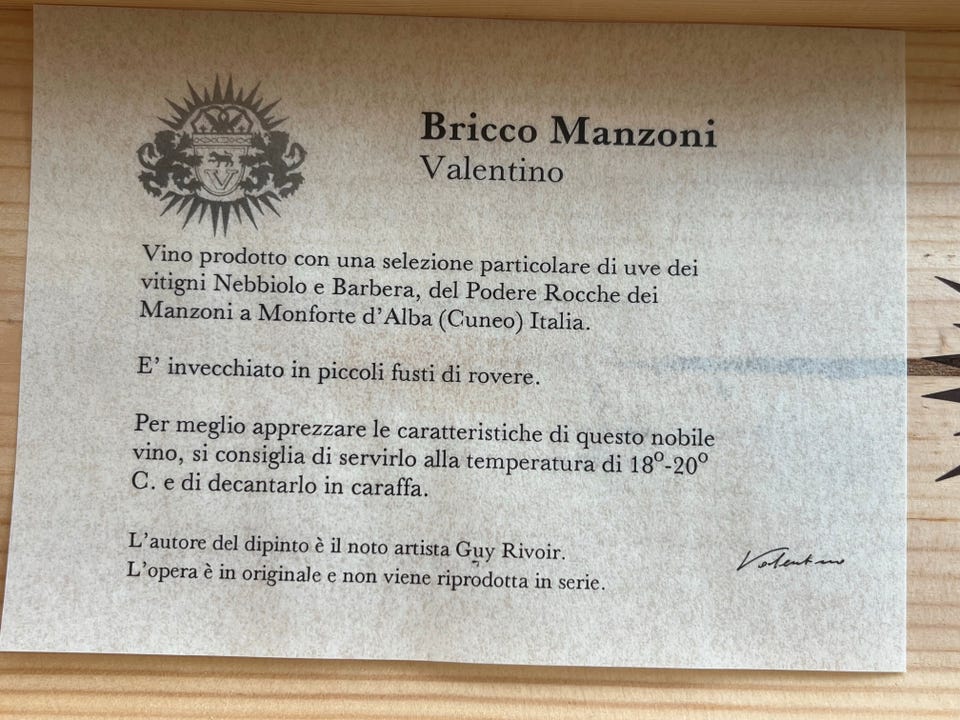 Bricco Manzoni
Valentino
V
Vino prodotto con una selezione particolare di uve dei
vitigni Nebbiolo e Barbera, del Podere Rocche dei
Manzoni a Monforte d'Alba (Cuneo) Italia.
E' invecchiato in piccoli fusti di rovere.
Per meglio apprezzare le caratteristiche di questo nobile
vino, si consiglia di servirlo alla temperatura di 18º-20º
C. e di decantarlo in caraffa.
L'autore del dipinto è il noto artista Guy Rivoir.
L'opera è in originale e non viene riprodotta in serie.
Valentino